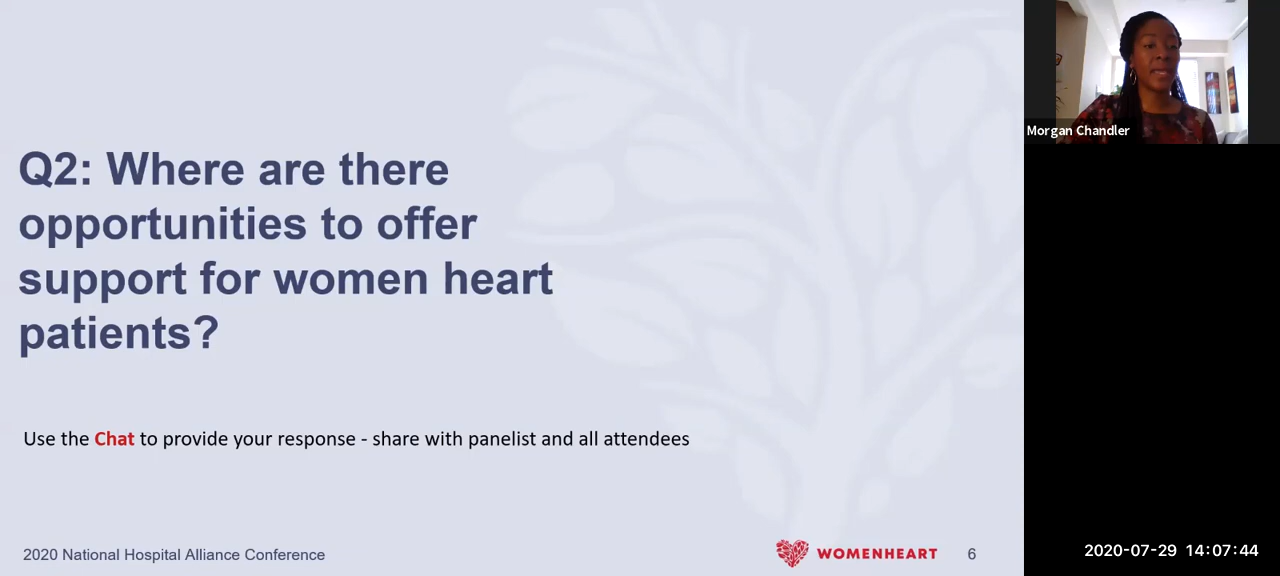 Q2: Where are there
opportunities to offer
support for women heart
patients?
Use the Chat to provide your response - share with panelist and all attendees
2020 National Hospital Alliance Conference
WOMENHEART
6
Morgan Chandler
2020-07-29 14:07:44